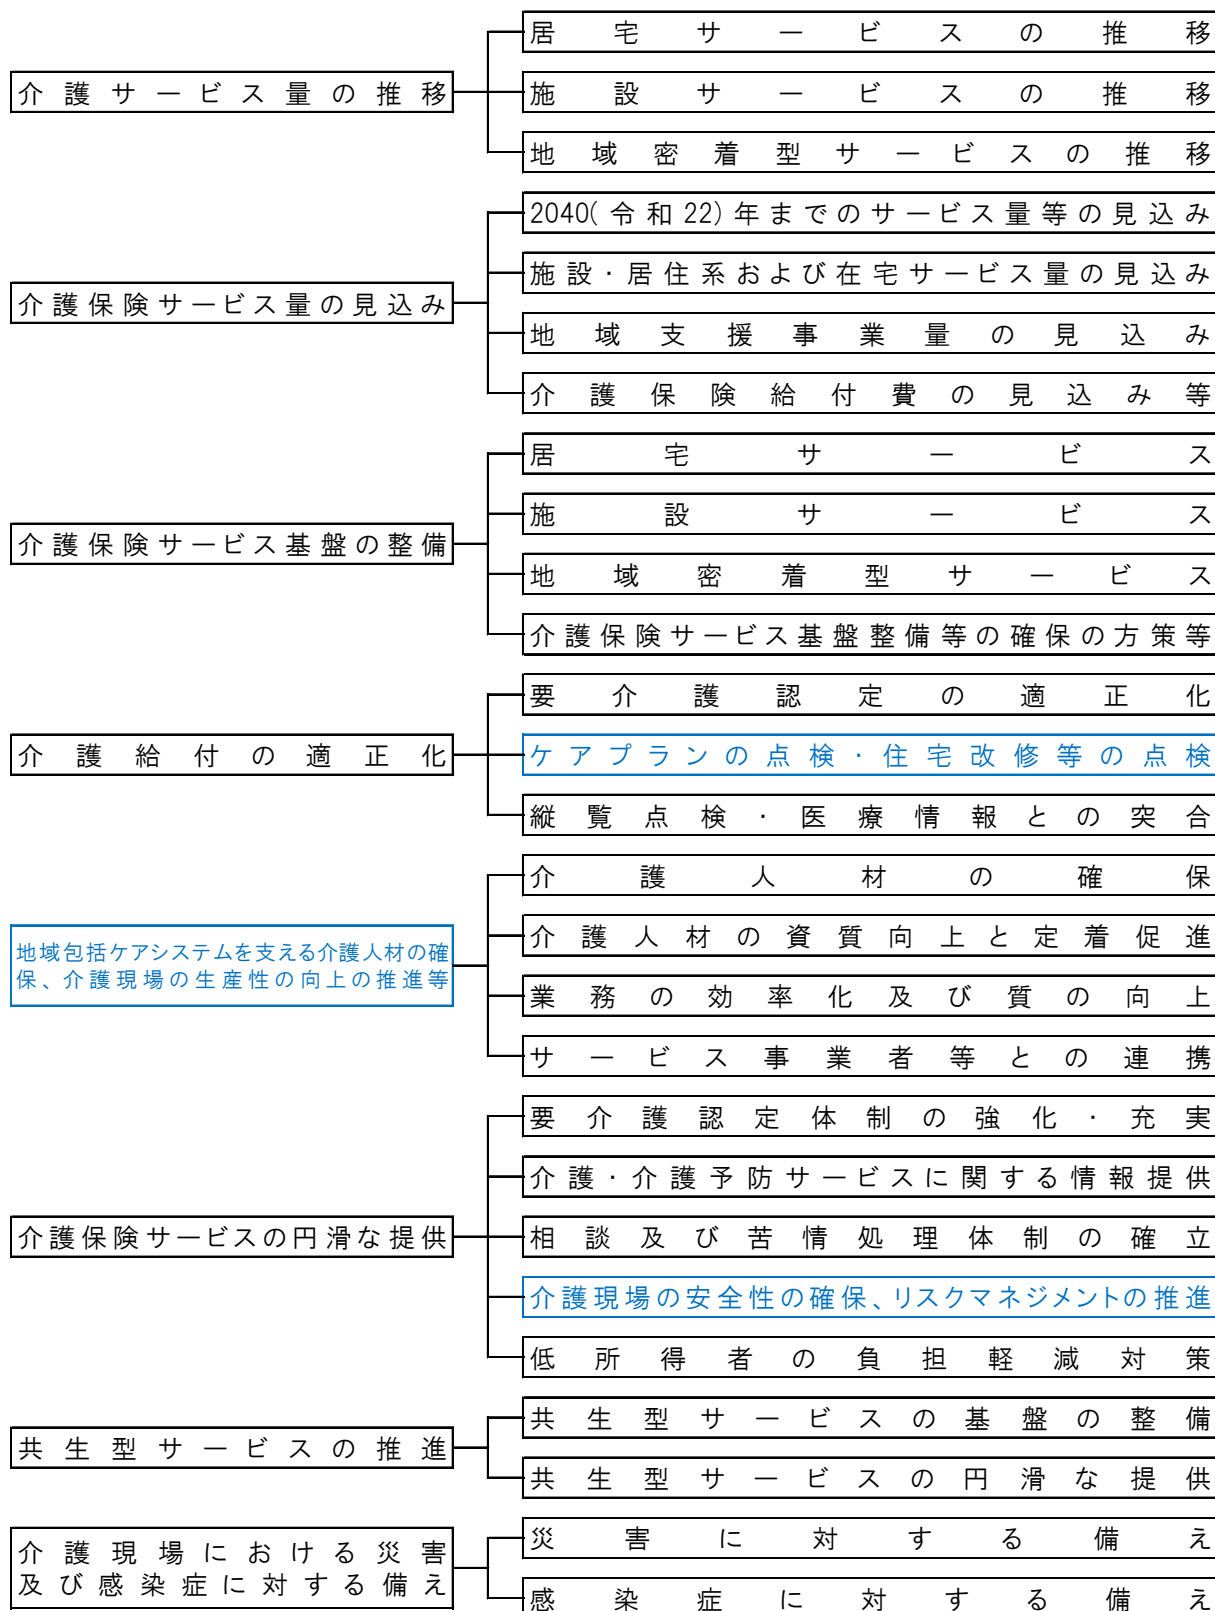 介護サービス量の推移
居宅サービスの推移
施設サービスの推移
地域密着型サービスの推移
介護保険サービス量の見込み
2040(令和22)年までのサービス量等の見込み
施設・居住系および在宅サービス量の見込み
地域支援事業量の見込み
介護保険給付費の見込み等
介護保険サービス基盤の整備
居宅サービス
施設サービス
地域密着型サービス
介護保険サービス基盤整備等の確保の方策等
介護給付の適正化
要介護認定の適正化
ケアプランの点検・住宅改修等の点検
縦覧点検・医療情報との突合
地域包括ケアシステムを支える介護人材の確
保、介護現場の生産性の向上の推進等
介護人材の確保
介護人材の資質向上と定着促進
業務の効率化及び質の向上
サービス事業者等との連携
介護保険サービスの円滑な提供
要介護認定体制の強化・充実
介護・介護予防サービスに関する情報提供
相談及び苦情処理体制の確立
介護現場の安全性の確保、リスクマネジメントの推進
低所得者の負担軽減対策
共生型サービスの推進
共生型サービスの基盤の整備
共生型サービスの円滑な提供
介護現場における災害
及び感染症に対する備え
災害に対する備え
感染症に対する備え